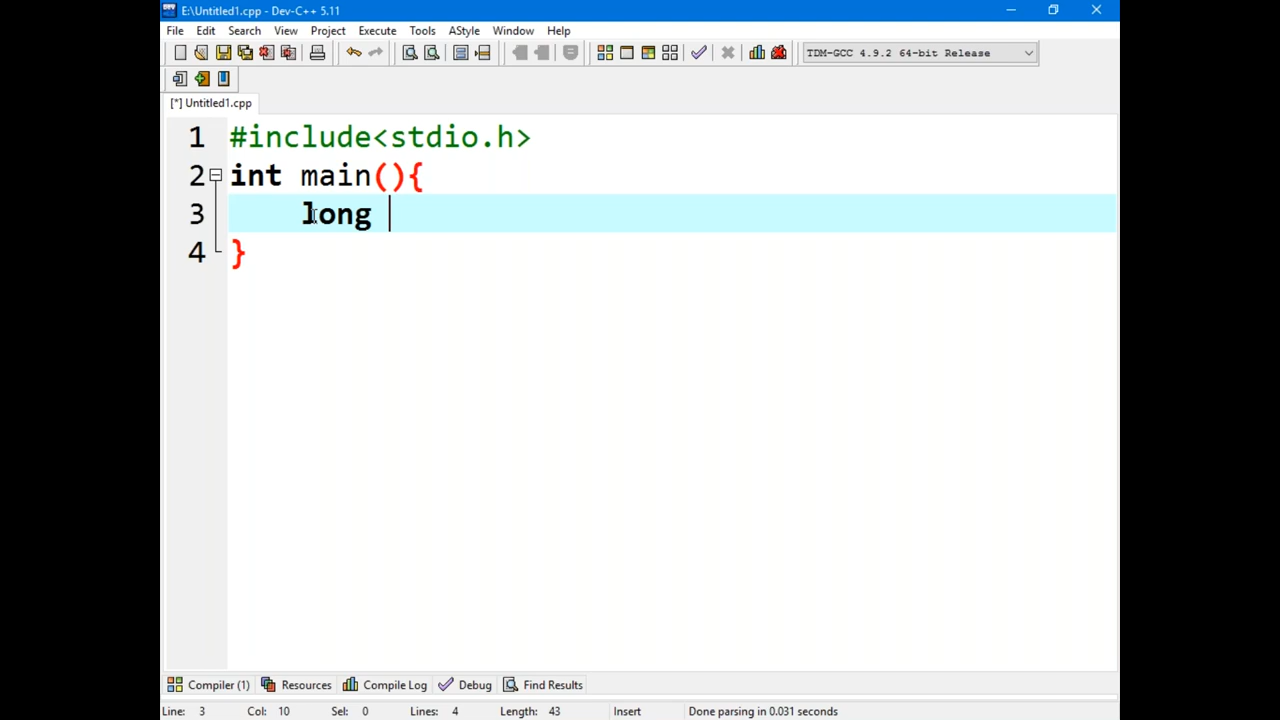 E:\Untitled1.cpp - Dev-C++ 5.11
File Edit Search View Project Execute Tools AStyle Window Help
TDM-GCC 4.9.2 64-bit Release
[*] Untitled1.cpp
1 #include<stdio.h>
2 int main(){
3 long
4 }
Compiler (1) Resources Compile Log Debug Find Results
Line: 3 Col: 10 Sel: 0 Lines: 4 Length: 43 Insert Done parsing in 0.031 seconds